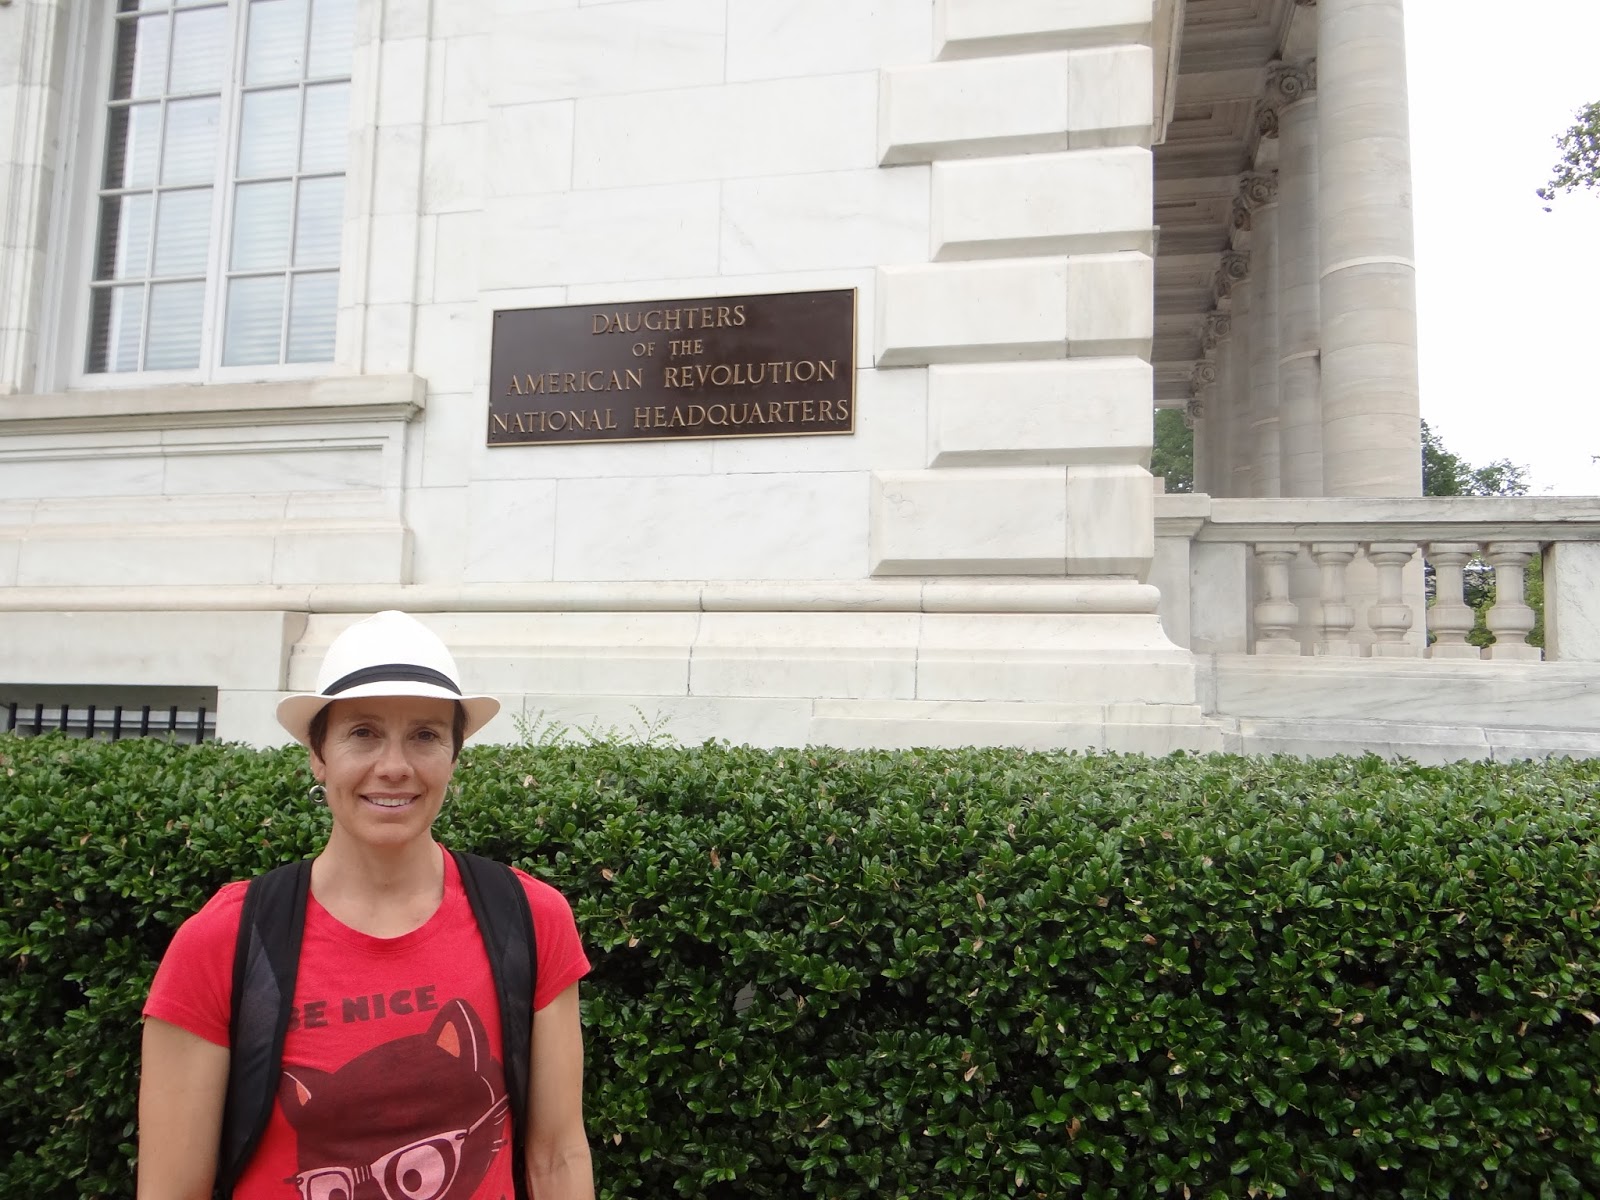 DAUGHTERS
OF THE
AMERICAN REVOLUTION
NATIONAL HEADQUARTERS
BE NICE